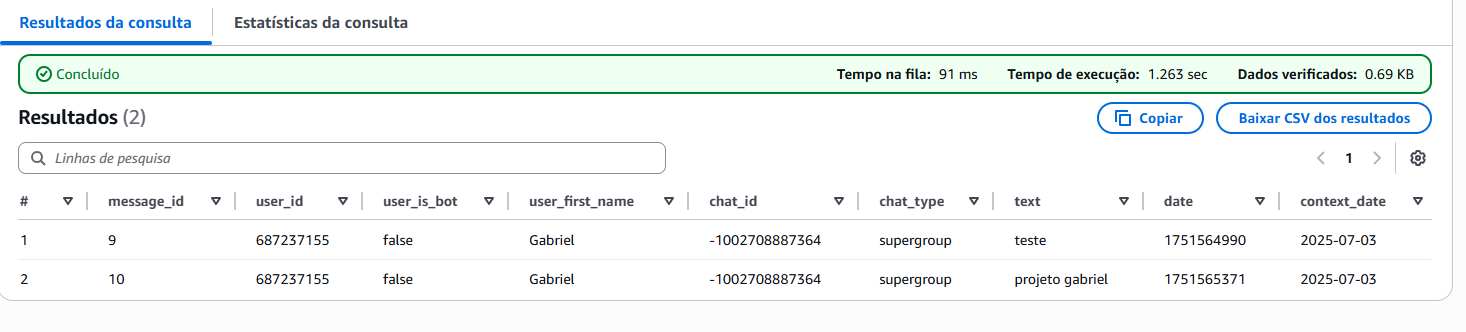 Resultados da consulta Estatísticas da consulta
Concluído Tempo na fila: 91 ms Tempo de execução: 1.263 sec Dados verificados: 0.69 KB
Resultados (2) Copiar Baixar CSV dos resultados
Linhas de pesquisa 1
# message_id user_id user_is_bot user_first_name chat_id chat_type text date context_date
1 9 687237155 false Gabriel -1002708887364 supergroup teste 1751564990 2025-07-03
2 10 687237155 false Gabriel -1002708887364 supergroup projeto gabriel 1751565371 2025-07-03